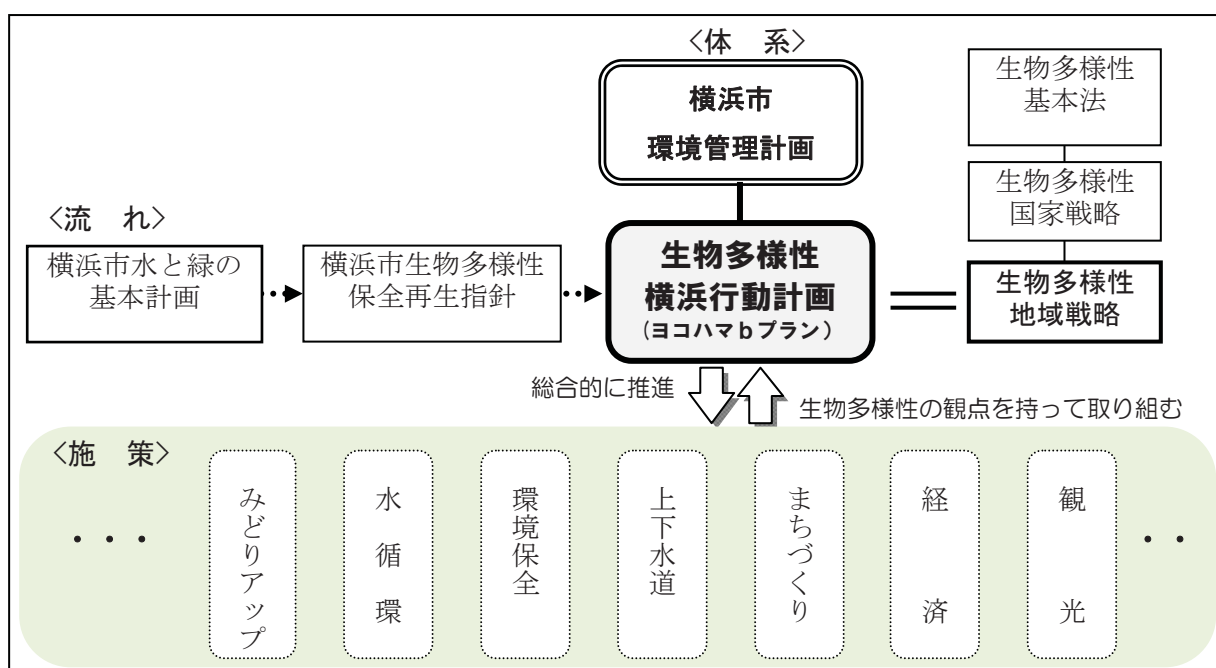 〈体 系〉
横浜市
環境管理計画
生物多様性
基本法
生物多様性
国家戦略
生物多様性
地域戦略
〈流 れ〉
横浜市水と緑の
基本計画
横浜市生物多様性
保全再生指針
生物多様性
横浜行動計画
(ヨコハマbプラン)
総合的に推進
生物多様性の観点を持って取り組む
〈施 策〉
・・・
みどりアップ
水循環
環境保全
上下水道
まちづくり
経済
観光
・・